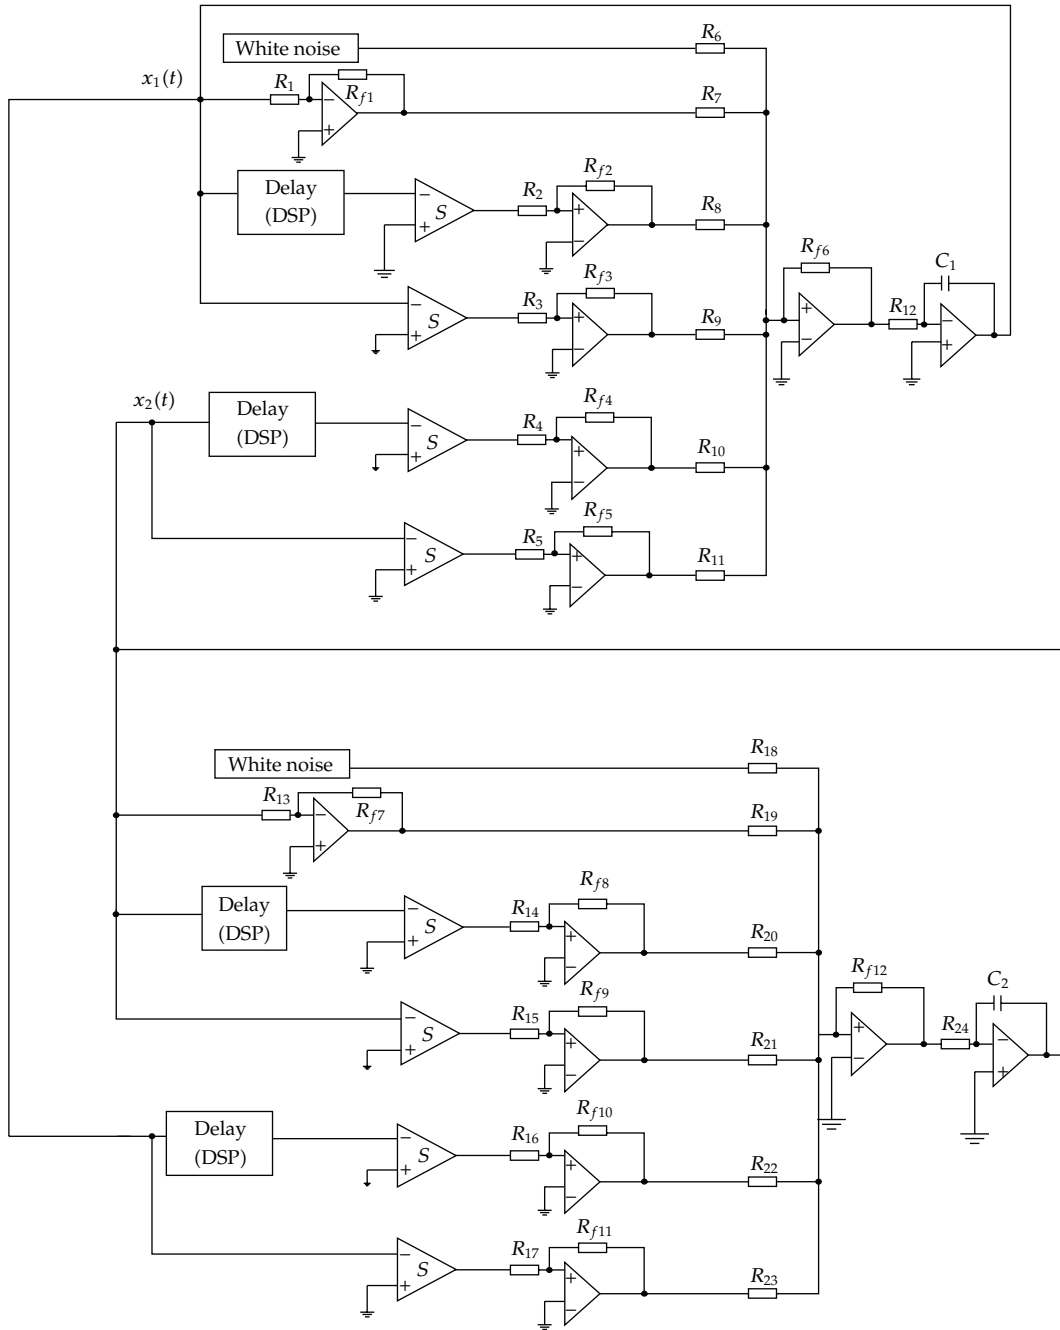 White noise
R6
x1(t)
R1
Rf1
−
+
R7
Delay
(DSP)
−
+
S
R2
Rf2
+
−
R8
−
+
S
R3
Rf3
+
−
R9
Rf6
+
−
R12
C1
−
+
x2(t)
Delay
(DSP)
−
+
S
R4
Rf4
+
−
R10
−
+
S
R5
Rf5
+
−
R11
White noise
R18
R13
Rf7
−
+
R19
Delay
(DSP)
−
+
S
R14
Rf8
+
−
R20
−
+
S
R15
Rf9
+
−
R21
Rf12
+
−
R24
C2
−
+
Delay
(DSP)
−
+
S
R16
Rf10
+
−
R22
−
+
S
R17
Rf11
+
−
R23